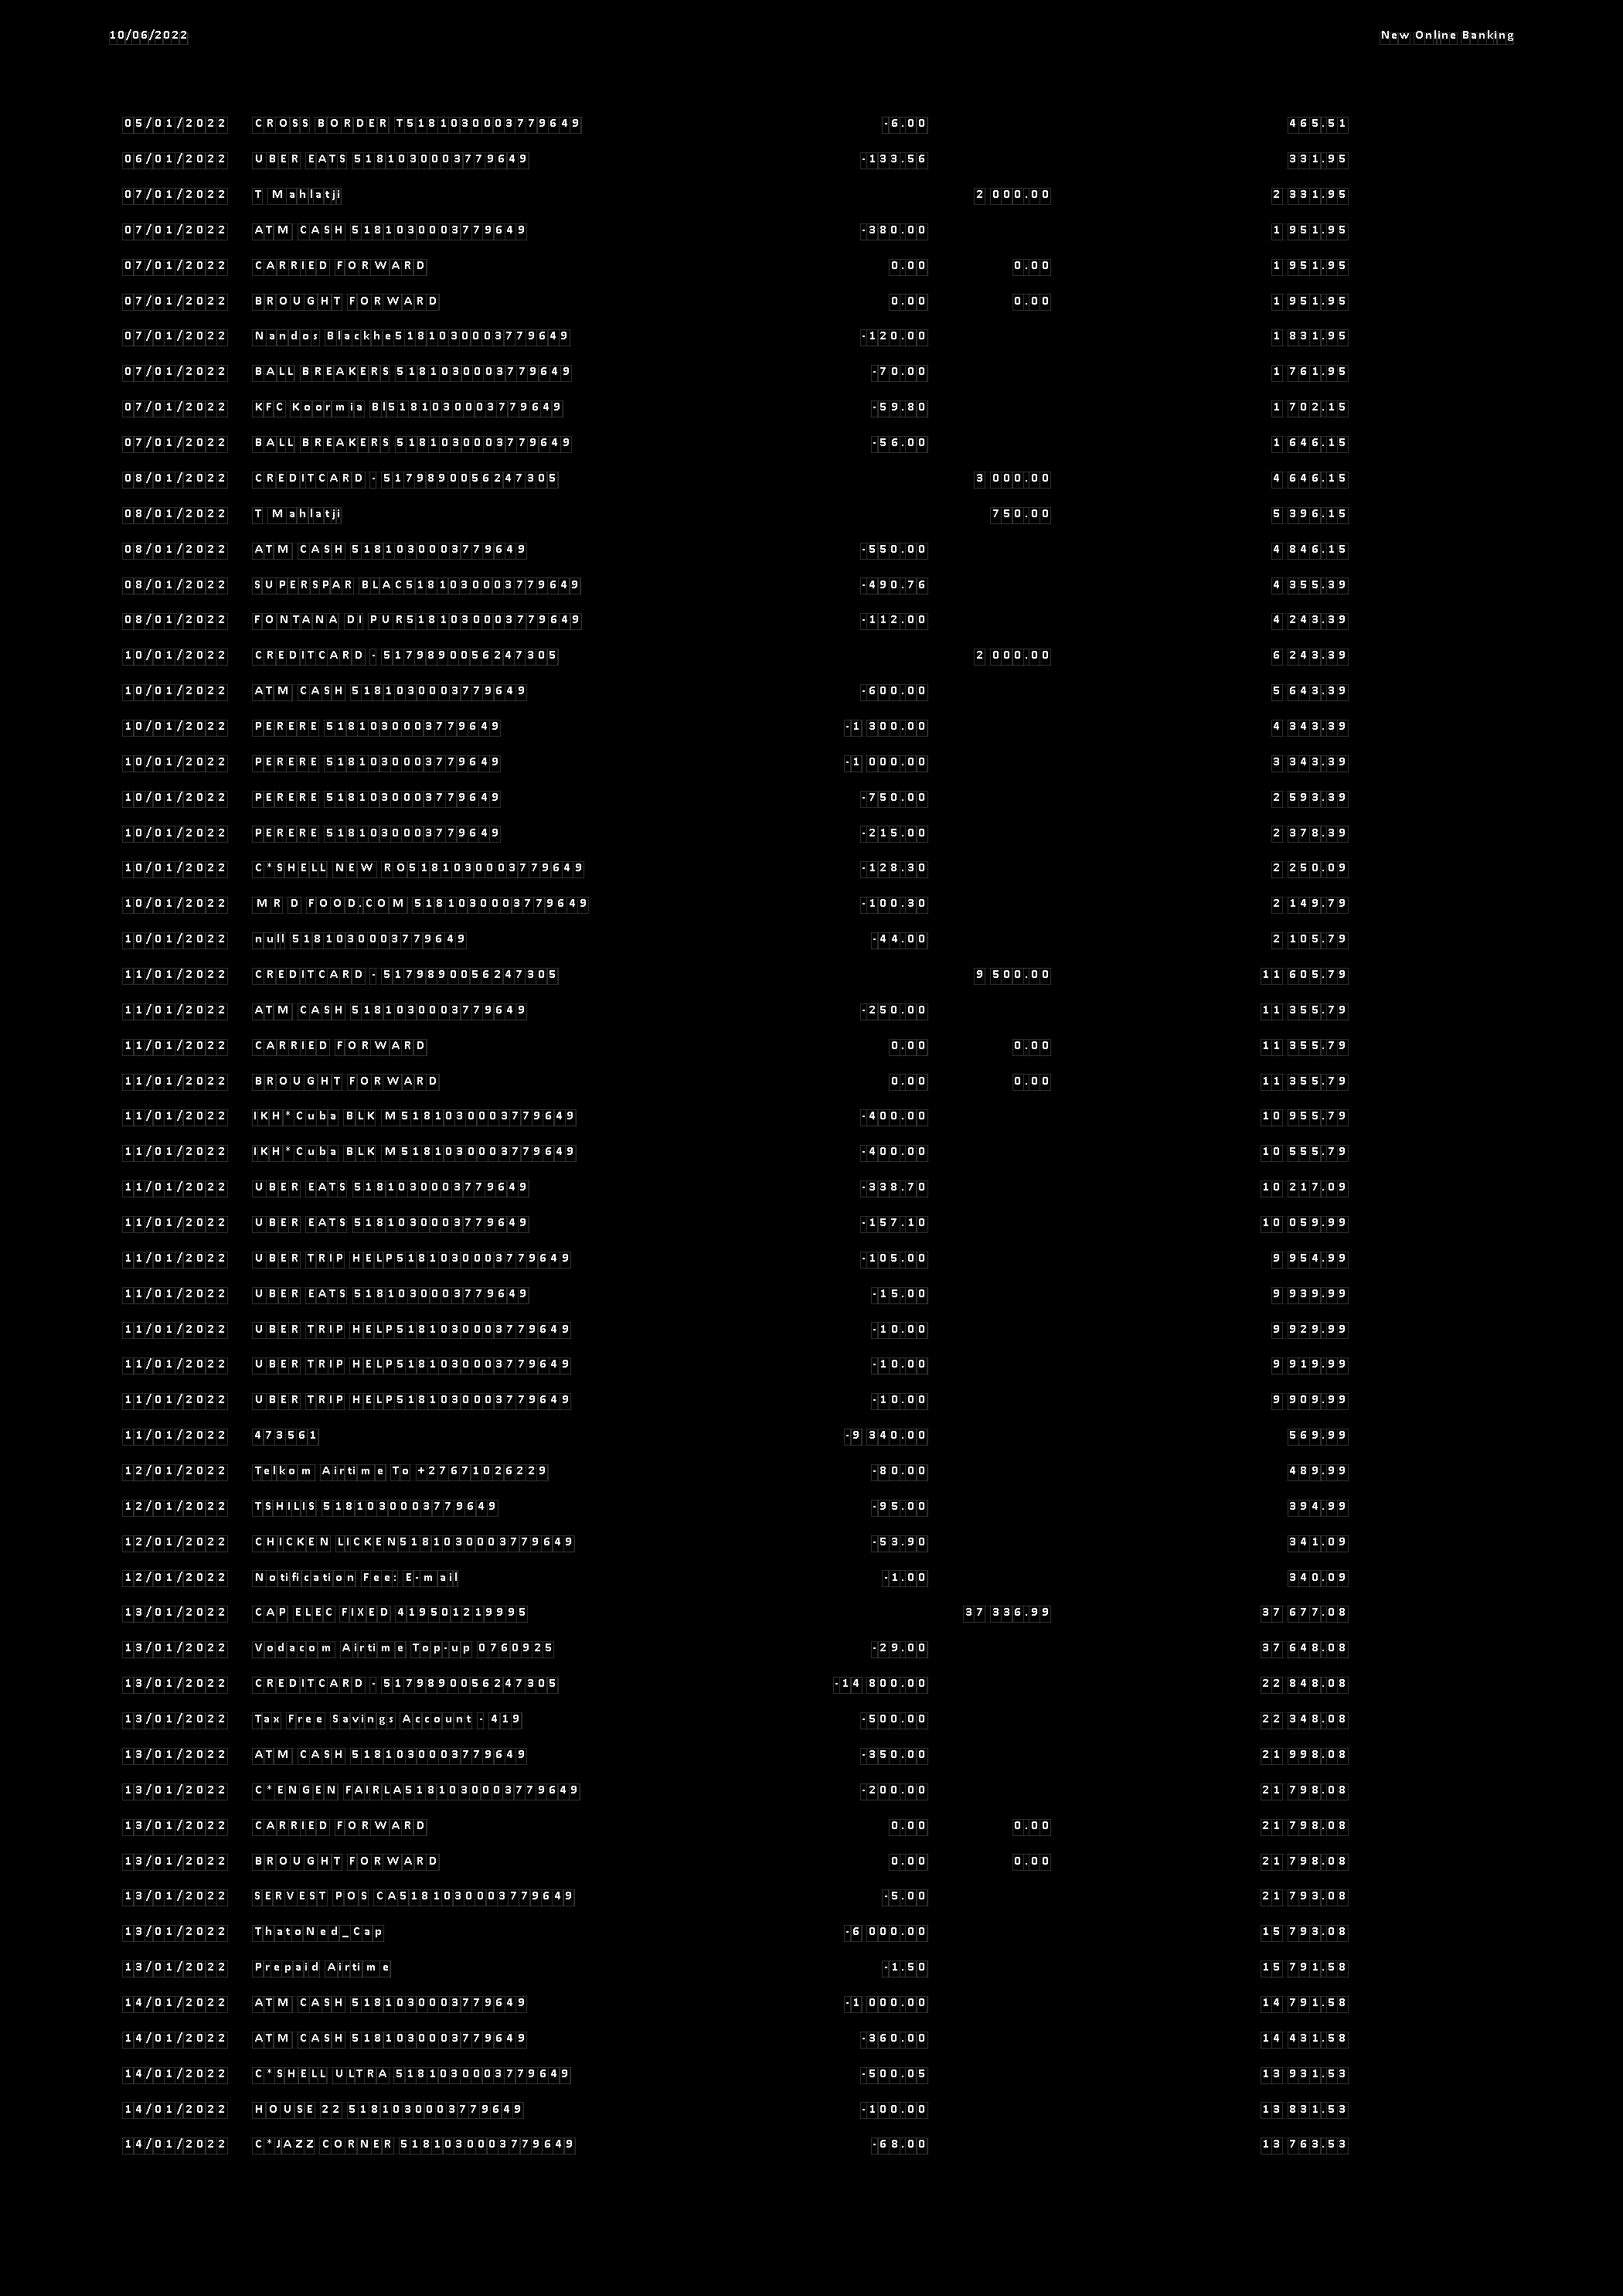 10/06/2022 New Online Banking
05/01/2022 CROSS BORDER T5181030003779649 -6.00 465.51
06/01/2022 UBER EATS 5181030003779649 -133.56 331.95
07/01/2022 T Mahlatji 2 000.00 2 331.95
07/01/2022 ATM CASH 5181030003779649 -380.00 1 951.95
07/01/2022 CARRIED FORWARD 0.00 0.00 1 951.95
07/01/2022 BROUGHT FORWARD 0.00 0.00 1 951.95
07/01/2022 Nandos Blackhe5181030003779649 -120.00 1 831.95
07/01/2022 BALL BREAKERS 5181030003779649 -70.00 1 761.95
07/01/2022 KFC Koormia Bl5181030003779649 -59.80 1 702.15
07/01/2022 BALL BREAKERS 5181030003779649 -56.00 1 646.15
08/01/2022 CREDITCARD - 5179890056247305 3 000.00 4 646.15
08/01/2022 T Mahlatji 750.00 5 396.15
08/01/2022 ATM CASH 5181030003779649 -550.00 4 846.15
08/01/2022 SUPERSPAR BLAC5181030003779649 -490.76 4 355.39
08/01/2022 FONTANA DI PUR5181030003779649 -112.00 4 243.39
10/01/2022 CREDITCARD - 5179890056247305 2 000.00 6 243.39
10/01/2022 ATM CASH 5181030003779649 -600.00 5 643.39
10/01/2022 PERERE 5181030003779649 -1 300.00 4 343.39
10/01/2022 PERERE 5181030003779649 -1 000.00 3 343.39
10/01/2022 PERERE 5181030003779649 -750.00 2 593.39
10/01/2022 PERERE 5181030003779649 -215.00 2 378.39
10/01/2022 C*SHELL NEW RO5181030003779649 -128.30 2 250.09
10/01/2022 MR D FOOD.COM 5181030003779649 -100.30 2 149.79
10/01/2022 null 5181030003779649 -44.00 2 105.79
11/01/2022 CREDITCARD - 5179890056247305 9 500.00 11 605.79
11/01/2022 ATM CASH 5181030003779649 -250.00 11 355.79
11/01/2022 CARRIED FORWARD 0.00 0.00 11 355.79
11/01/2022 BROUGHT FORWARD 0.00 0.00 11 355.79
11/01/2022 IKH*Cuba BLK M5181030003779649 -400.00 10 955.79
11/01/2022 IKH*Cuba BLK M5181030003779649 -400.00 10 555.79
11/01/2022 UBER EATS 5181030003779649 -338.70 10 217.09
11/01/2022 UBER EATS 5181030003779649 -157.10 10 059.99
11/01/2022 UBER TRIP HELP5181030003779649 -105.00 9 954.99
11/01/2022 UBER EATS 5181030003779649 -15.00 9 939.99
11/01/2022 UBER TRIP HELP5181030003779649 -10.00 9 929.99
11/01/2022 UBER TRIP HELP5181030003779649 -10.00 9 919.99
11/01/2022 UBER TRIP HELP5181030003779649 -10.00 9 909.99
11/01/2022 473561 -9 340.00 569.99
12/01/2022 Telkom Airtime To +27671026229 -80.00 489.99
12/01/2022 TSHILIS 5181030003779649 -95.00 394.99
12/01/2022 CHICKEN LICKEN5181030003779649 -53.90 341.09
12/01/2022 Notification Fee: E-mail -1.00 340.09
13/01/2022 CAP ELEC FIXED 419501219995 37 336.99 37 677.08
13/01/2022 Vodacom Airtime Top-up 0760925 -29.00 37 648.08
13/01/2022 CREDITCARD - 5179890056247305 -14 800.00 22 848.08
13/01/2022 Tax Free Savings Account - 419 -500.00 22 348.08
13/01/2022 ATM CASH 5181030003779649 -350.00 21 998.08
13/01/2022 C*ENGEN FAIRLA5181030003779649 -200.00 21 798.08
13/01/2022 CARRIED FORWARD 0.00 0.00 21 798.08
13/01/2022 BROUGHT FORWARD 0.00 0.00 21 798.08
13/01/2022 SERVEST POS CA5181030003779649 -5.00 21 793.08
13/01/2022 ThatoNed_Cap -6 000.00 15 793.08
13/01/2022 Prepaid Airtime -1.50 15 791.58
14/01/2022 ATM CASH 5181030003779649 -1 000.00 14 791.58
14/01/2022 ATM CASH 5181030003779649 -360.00 14 431.58
14/01/2022 C*SHELL ULTRA 5181030003779649 -500.05 13 931.53
14/01/2022 HOUSE 22 5181030003779649 -100.00 13 831.53
14/01/2022 C*JAZZ CORNER 5181030003779649 -68.00 13 763.53